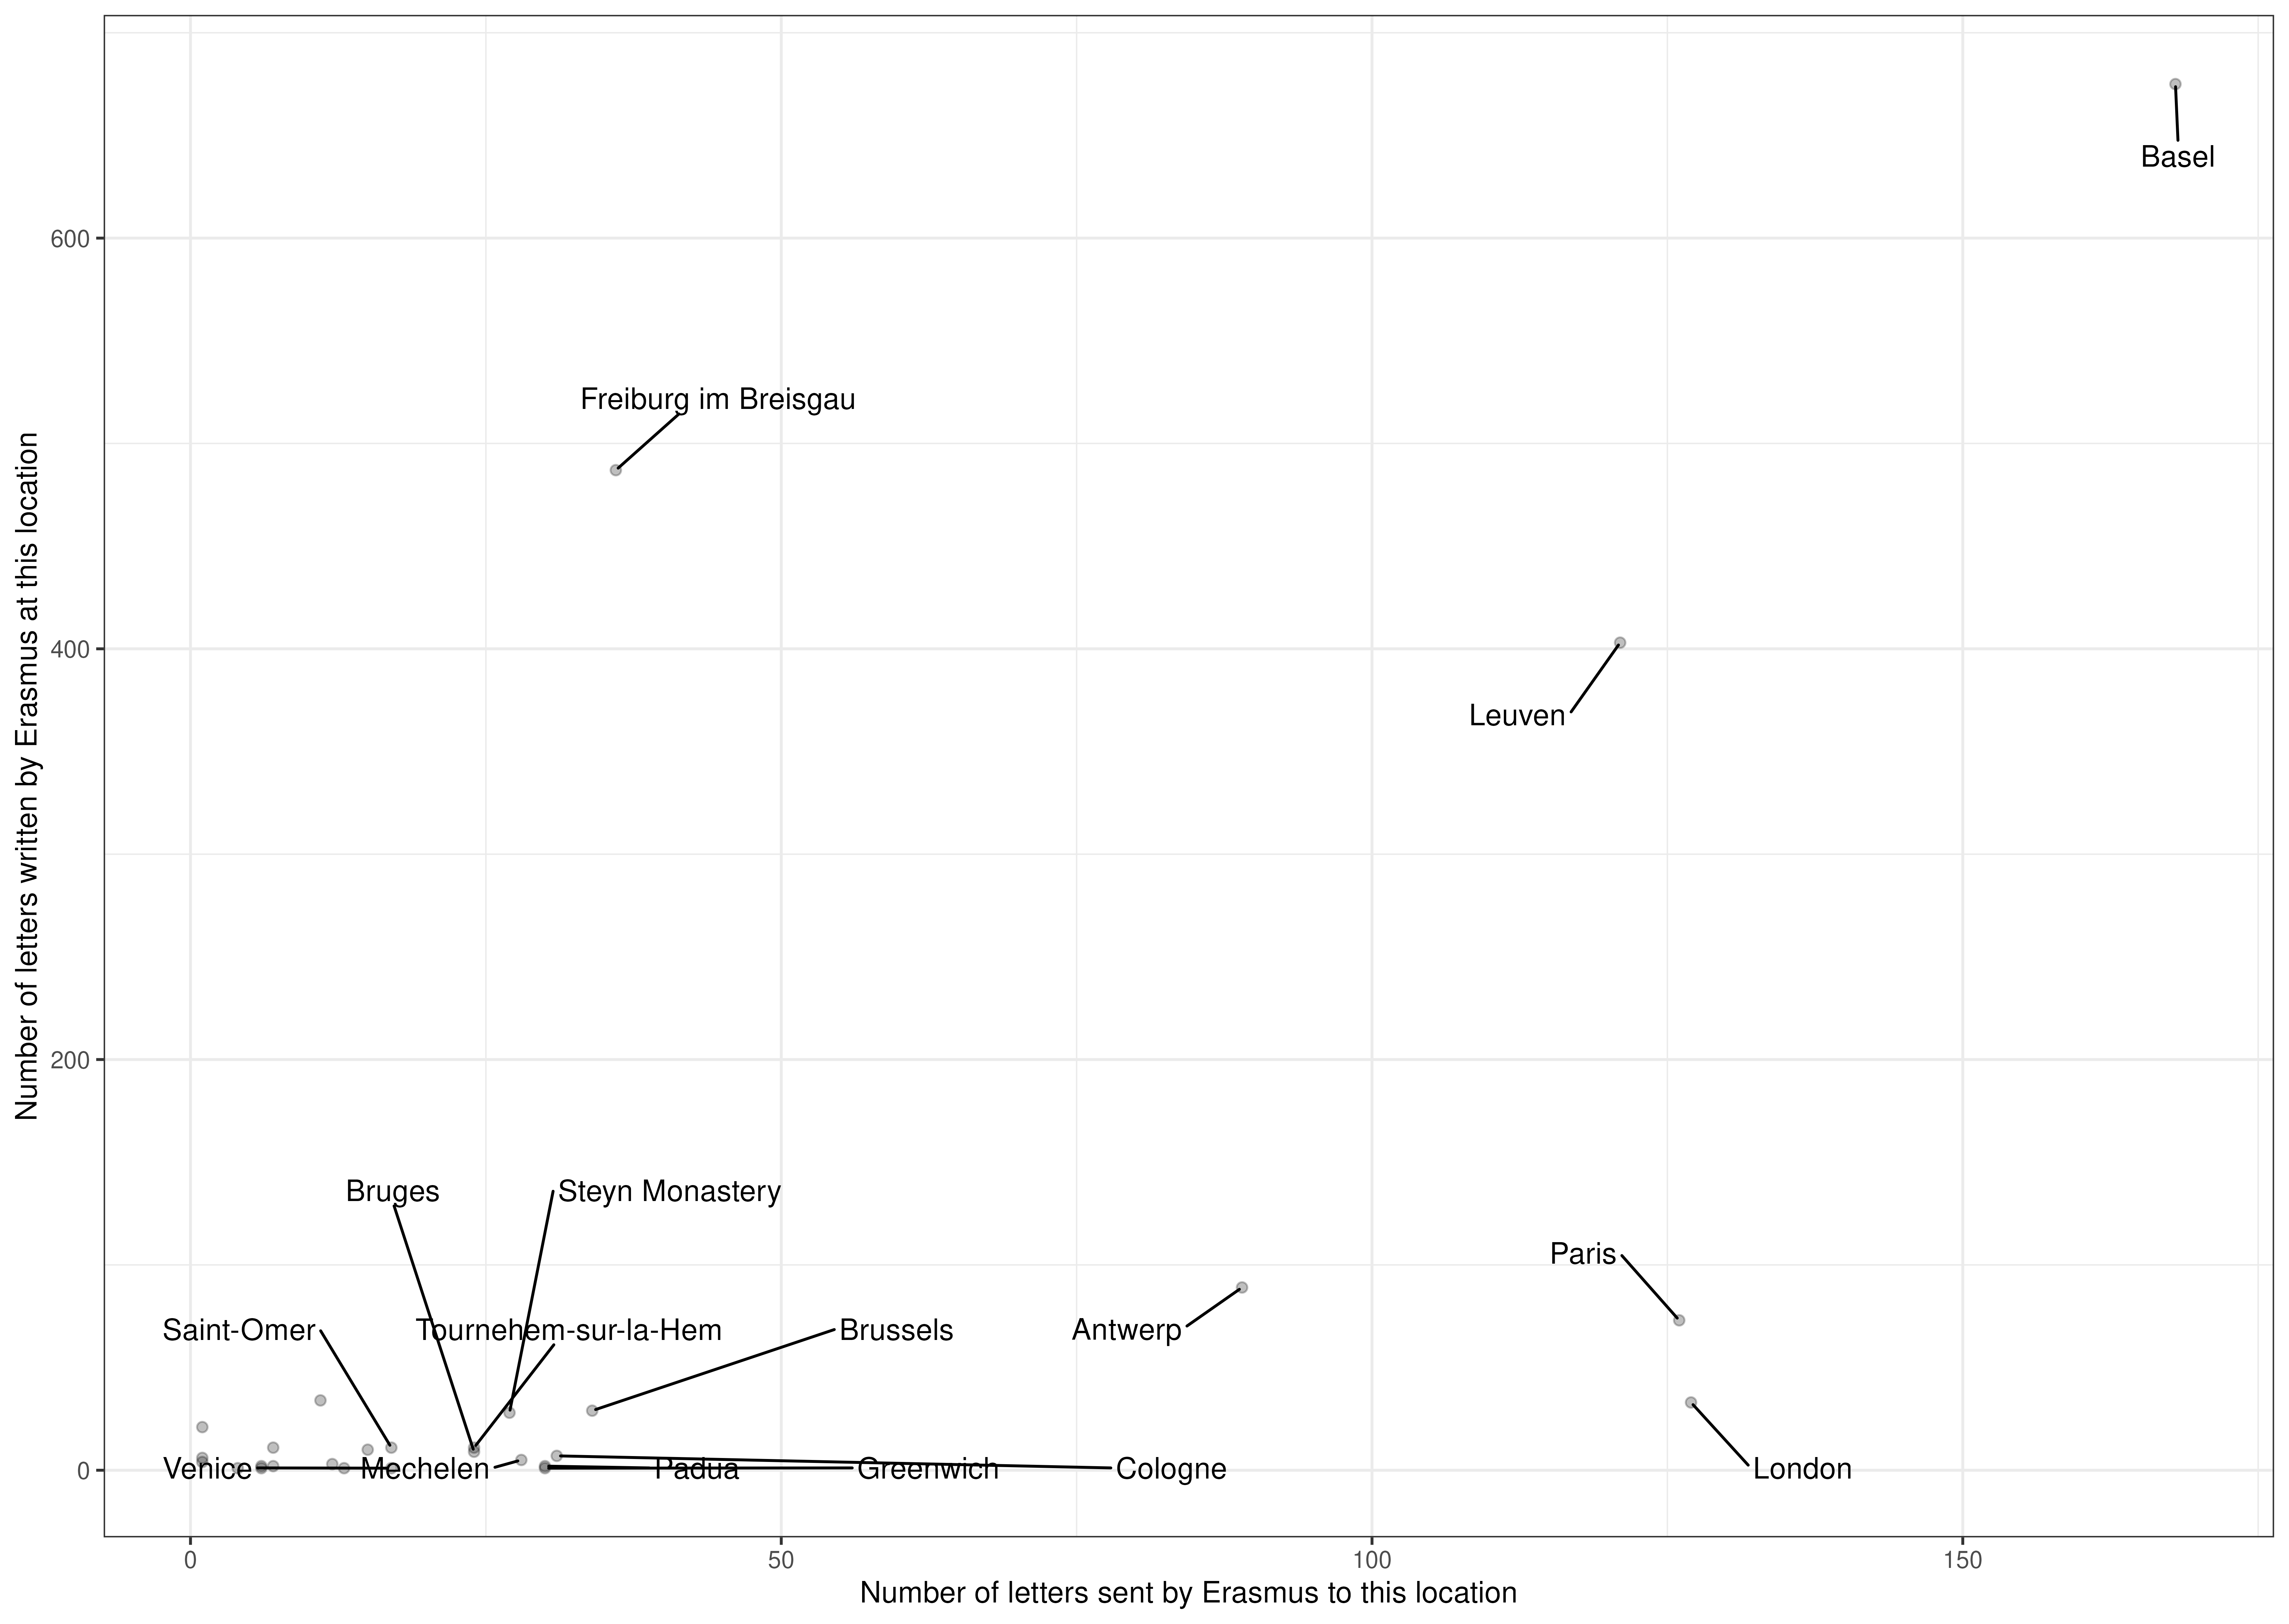 Basel
600
Freiburg im Breisgau
400
Leuven
Number of letters written by Erasmus at this location
200
Bruges
Steyn Monastery
Paris
Saint-Omer
Tournehem-sur-la-Hem
Brussels
Antwerp
0
Venice
Mechelen
Padua
Greenwich
Cologne
London
0
50
100
150
Number of letters sent by Erasmus to this location